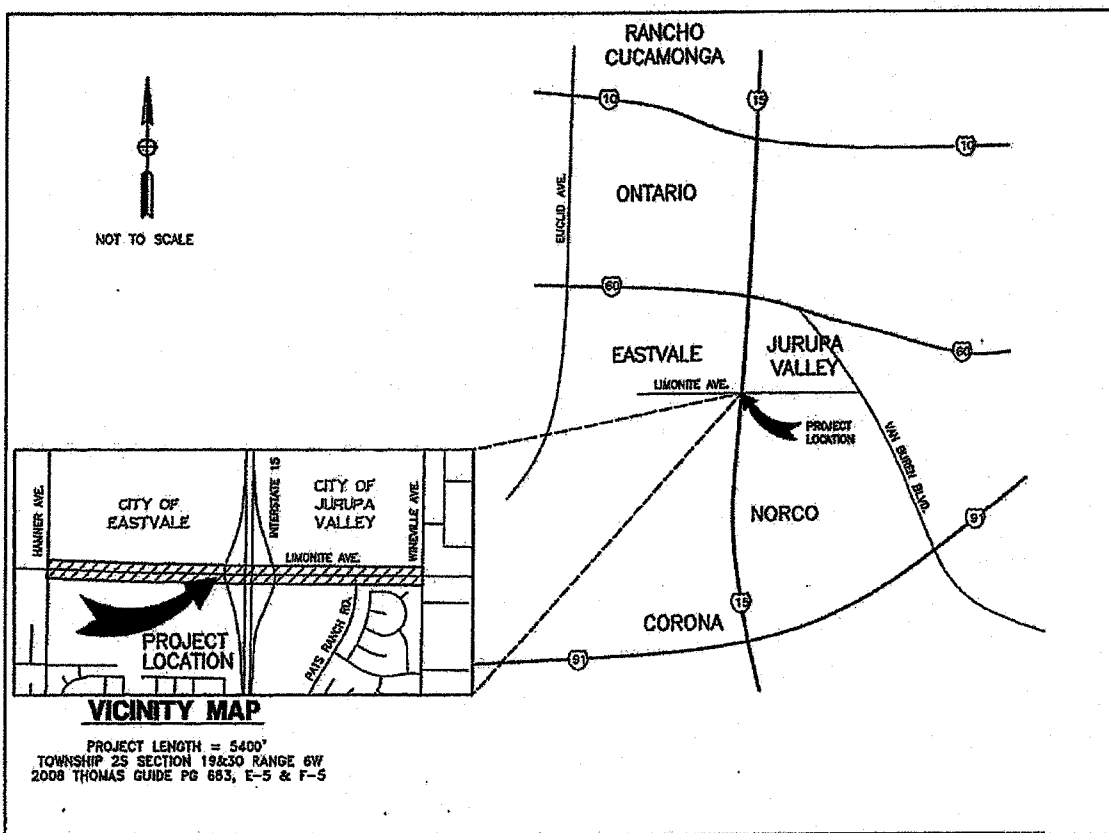 RANCHO
CUCAMONGA
10
15
10
EUCLID AVE.
ONTARIO
NOT TO SCALE
60
EASTVALE
JURUPA
VALLEY
60
LIMONITE AVE.
PROJECT
LOCATION
VAN BUREN BLVD.
HAMNER AVE.
CITY OF
EASTVALE
INTERSTATE 15
CITY OF
JURUPA
VALLEY
WINEVILLE AVE.
LIMONITE AVE.
NORCO
91
15
PROJECT
LOCATION
PATS RANCH RD.
CORONA
91
VICINITY MAP
PROJECT LENGTH = 5400'
TOWNSHIP 2S SECTION 19&30 RANGE 6W
2008 THOMAS GUIDE PG 683, E-5 & F-5